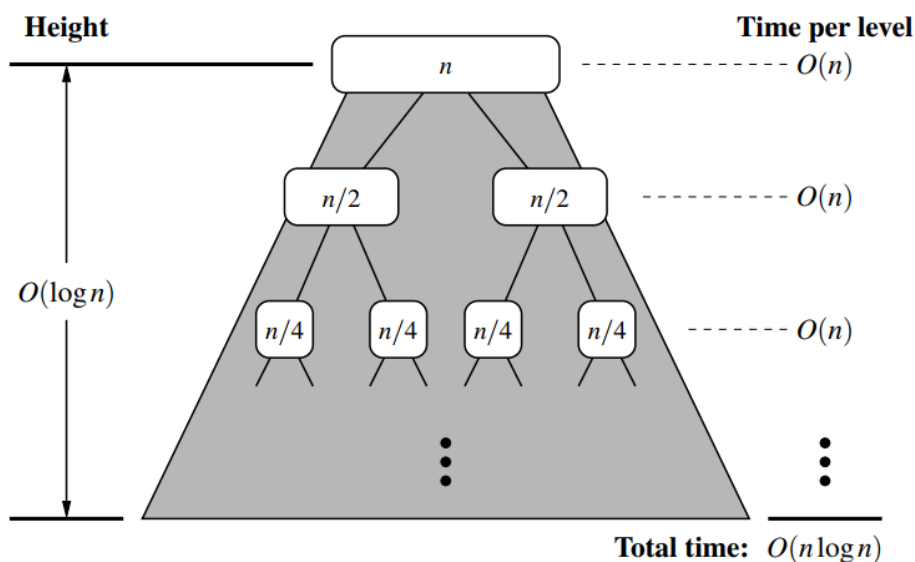 Height
Time per level
n
O(n)
n/2
n/2
O(n)
O(log n)
n/4
n/4
n/4
n/4
O(n)
Total time: O(n log n)